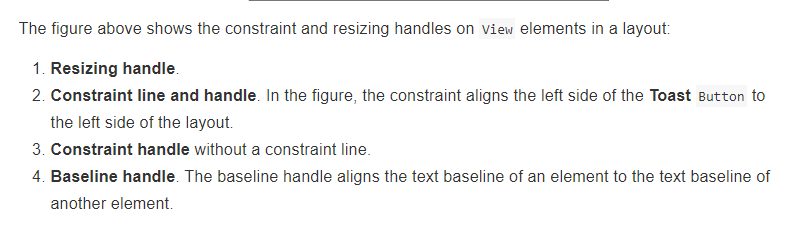 The figure above shows the constraint and resizing handles on View elements in a layout:
1. Resizing handle.
2. Constraint line and handle. In the figure, the constraint aligns the left side of the Toast Button to
the left side of the layout.
3. Constraint handle without a constraint line.
4. Baseline handle. The baseline handle aligns the text baseline of an element to the text baseline of
another element.